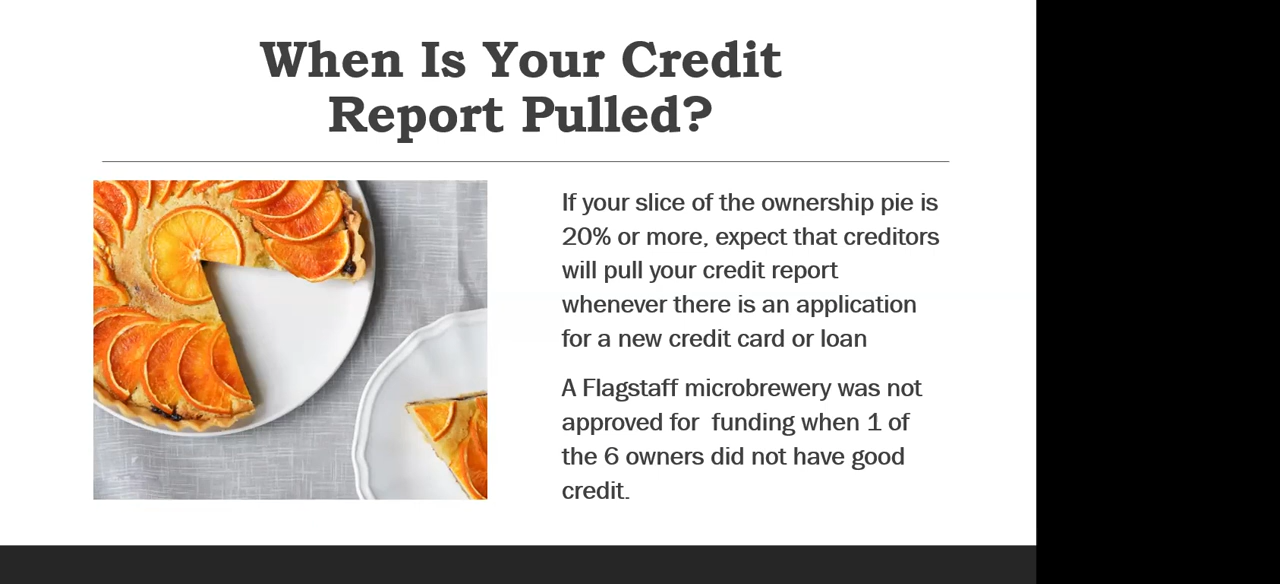 When Is Your Credit
Report Pulled?
If your slice of the ownership pie is
20% or more, expect that creditors
will pull your credit report
whenever there is an application
for a new credit card or loan
A Flagstaff microbrewery was not
approved for  funding when 1 of
the 6 owners did not have good
credit.